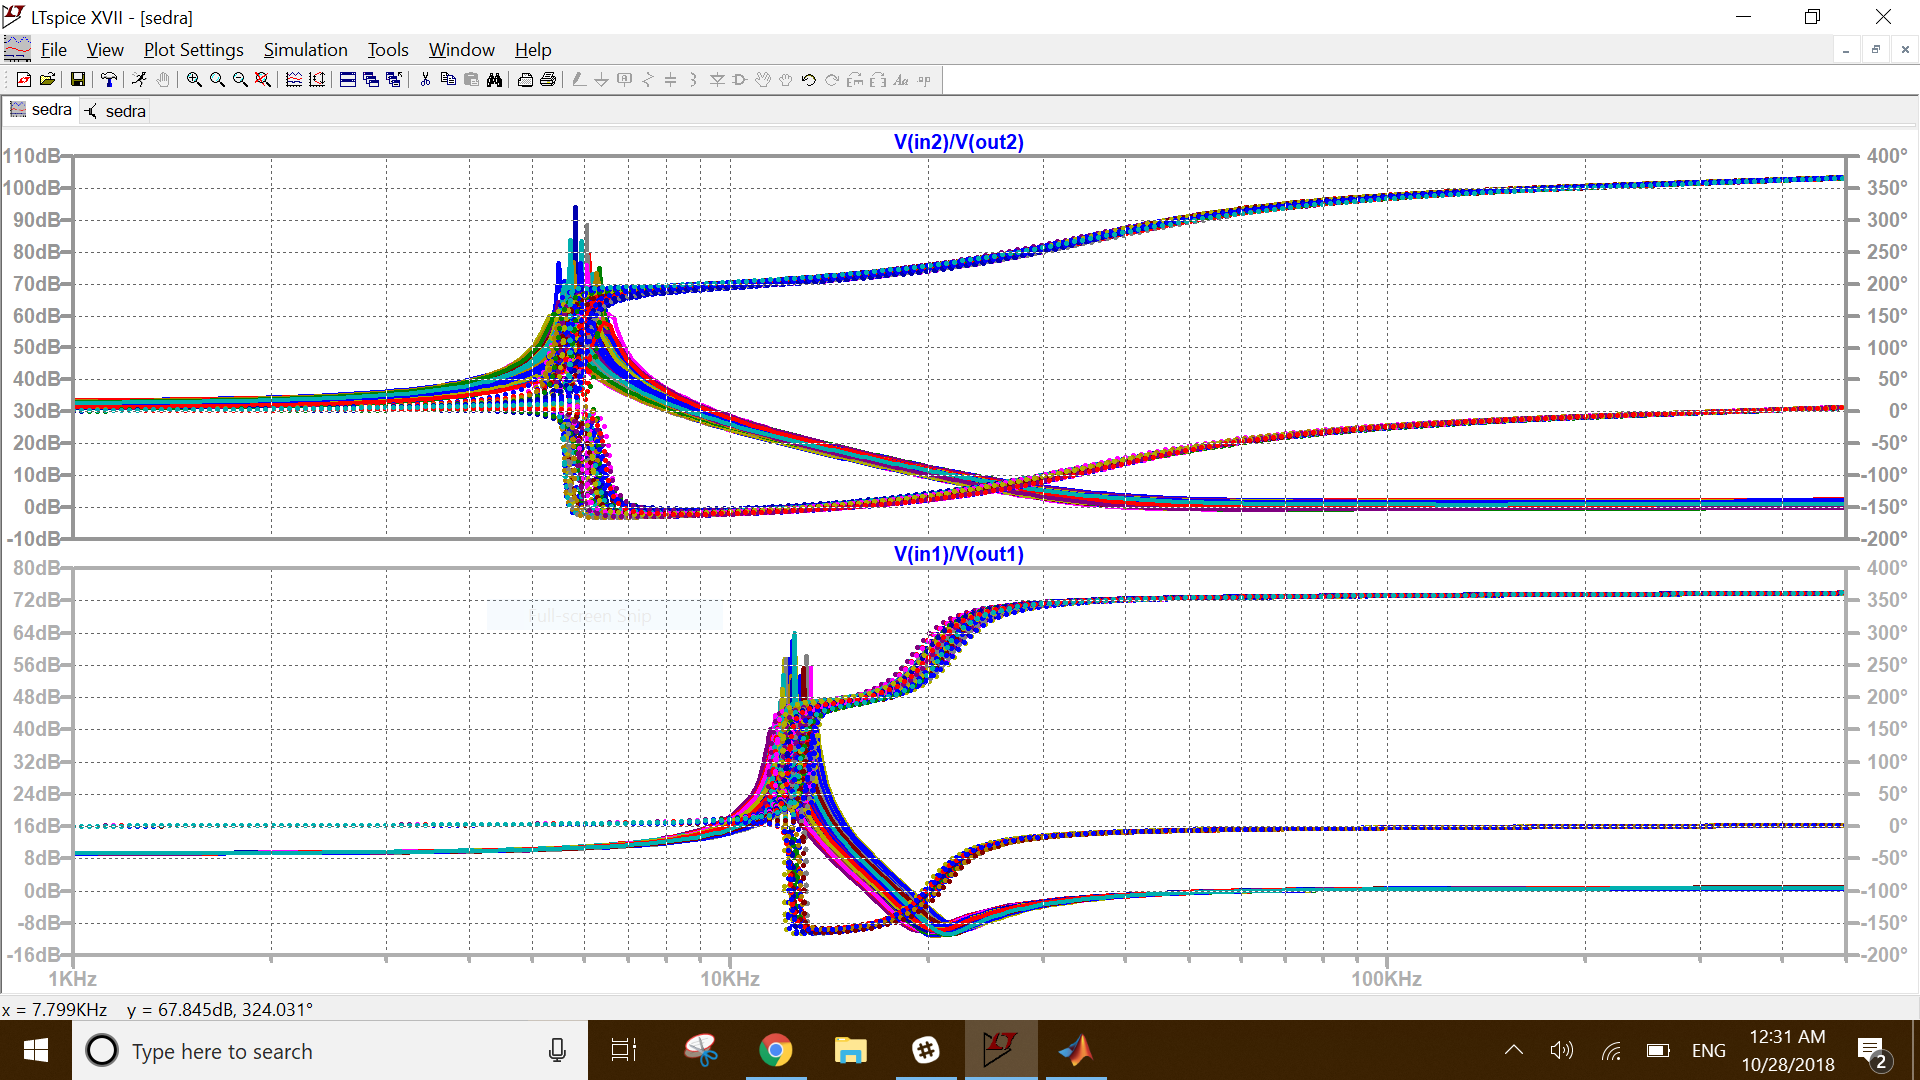 LTspice XVII - [sedra]
File View Plot Settings Simulation Tools Window Help
sedra sedra
V(in2)/V(out2)
110dB 400°
100dB 350°
90dB 300°
80dB 250°
70dB 200°
60dB 150°
50dB 100°
40dB 50°
30dB 0°
20dB -50°
10dB -100°
0dB -150°
-10dB -200°
V(in1)/V(out1)
80dB 400°
72dB 350°
Full-screen Snip
64dB 300°
56dB 250°
48dB 200°
40dB 150°
32dB 100°
24dB 50°
16dB 0°
8dB -50°
0dB -100°
-8dB -150°
-16dB -200°
1KHz 10KHz 100KHz
x = 7.799KHz y = 67.845dB, 324.031°
Type here to search
ENG
12:31 AM
10/28/2018
2